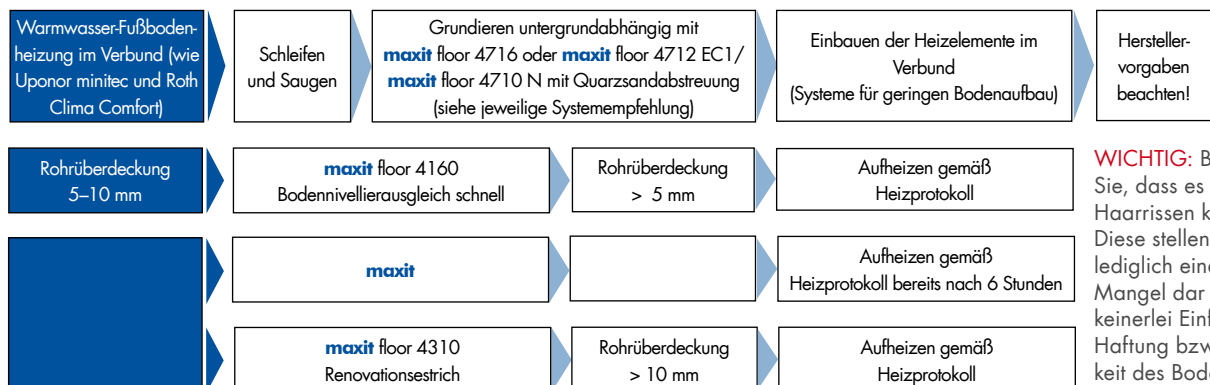 Warmwasser-Fußboden-
heizung im Verbund (wie
Uponor minitec und Roth
Clima Comfort)
Schleifen
und Saugen
Grundieren untergrundabhängig mit
maxit floor 4716 oder maxit floor 4712 EC1/
maxit floor 4710 N mit Quarzsandabstreuung
(siehe jeweilige Systemempfehlung)
Einbauen der Heizelemente im
Verbund
(Systeme für geringen Bodenaufbau)
Hersteller-
vorgaben
beachten!
Rohrüberdeckung
5–10 mm
maxit floor 4160
Bodennivellierausgleich schnell
Rohrüberdeckung
> 5 mm
Aufheizen gemäß
Heizprotokoll
maxit
Aufheizen gemäß
Heizprotokoll bereits nach 6 Stunden
maxit floor 4310
Renovationsestrich
Rohrüberdeckung
> 10 mm
Aufheizen gemäß
Heizprotokoll
WICHTIG: B
Sie, dass es
Haarrissen k
Diese stellen
lediglich ein
Mangel dar
keinerlei Ein
Haftung bzw
keit des Bod